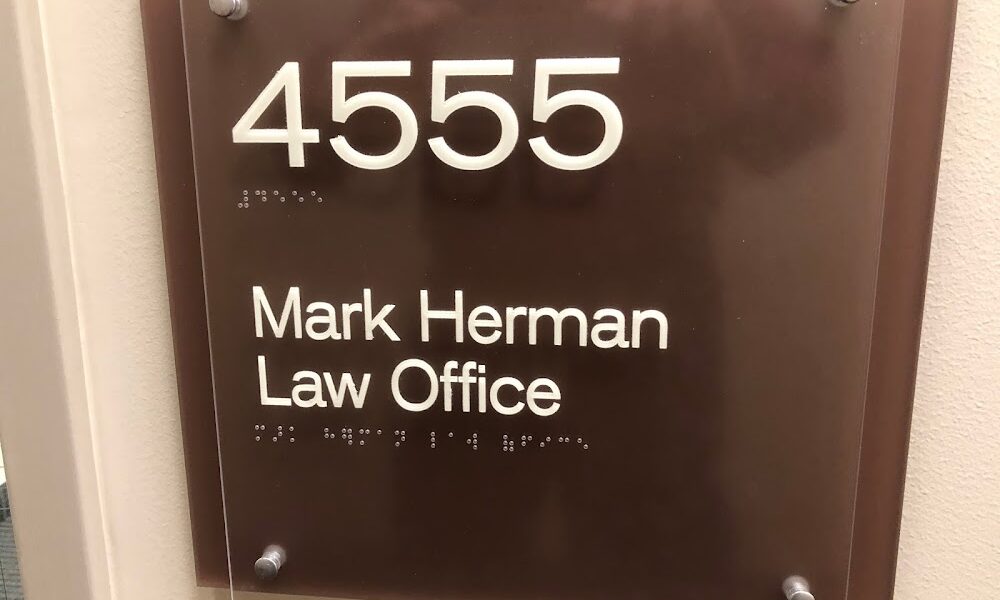 4555
⠼⠙⠑⠑⠑
Mark Herman
Law Office